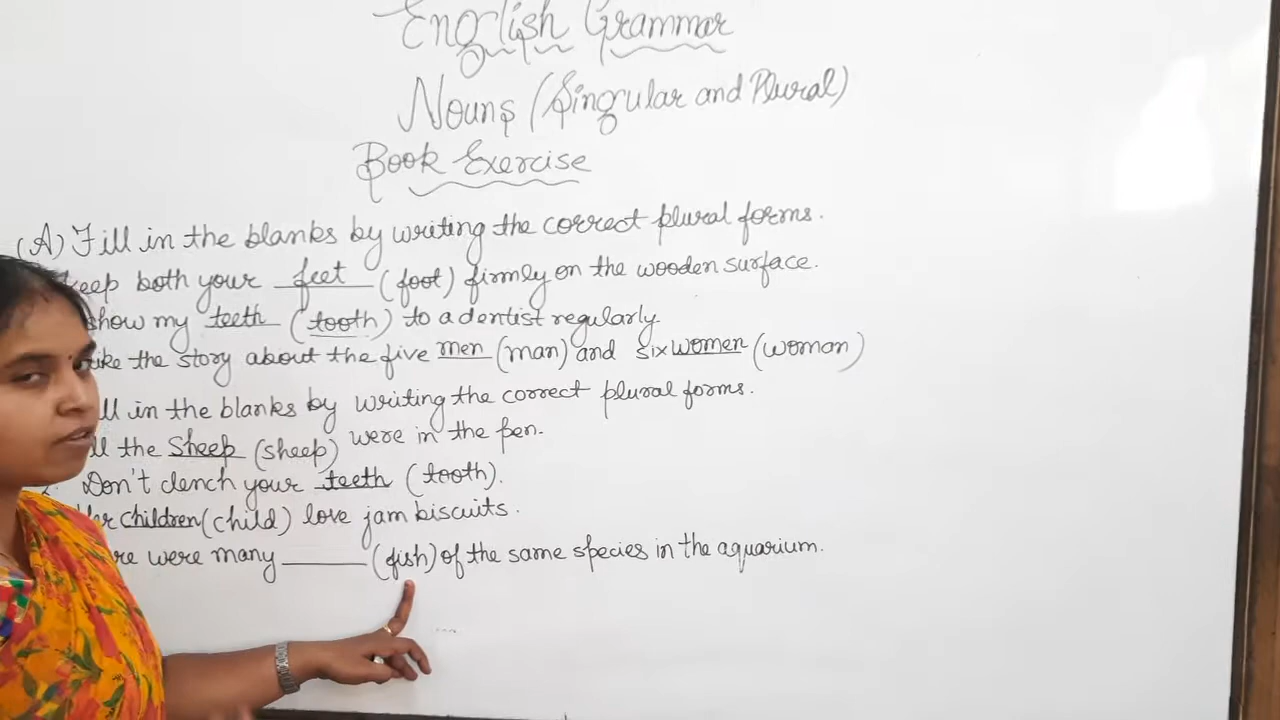 English Grammar
Nouns (Singular and Plural)
Book Exercise
(A) Fill in the blanks by writing the correct plural forms.
keep both your feet (foot) firmly on the wooden surface.
show my teeth (tooth) to a dentist regularly
the story about the five men (man) and six women (woman)
in the blanks by writing the correct plural forms.
the Sheep (sheep) were in the pen.
Don't clench your teeth (tooth).
children (child) love jam biscuits.
were many ______ (fish) of the same species in the aquarium.